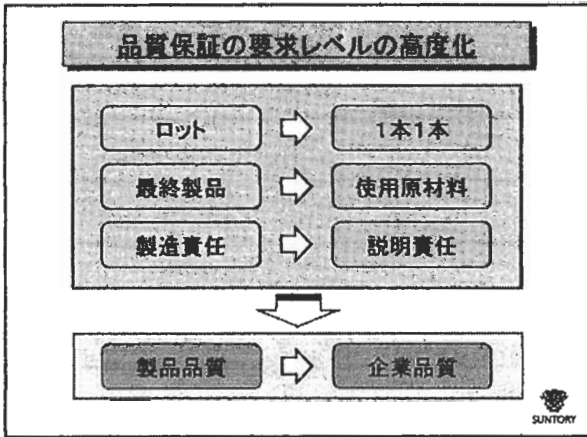 品質保証の要求レベルの高度化
ロット 1本1本
最終製品 使用原材料
製造責任 説明責任
製品品質 企業品質
SUNTORY